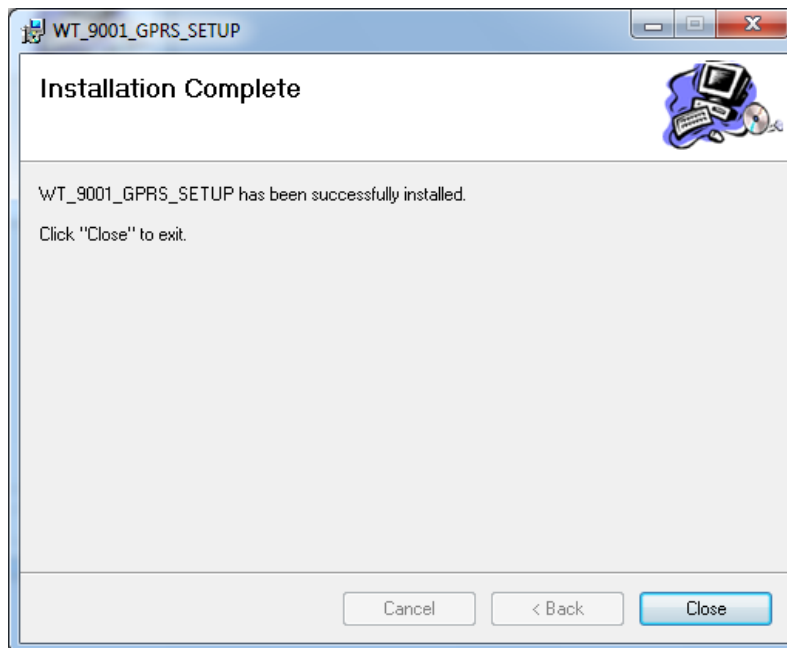 WT_9001_GPRS_SETUP
Installation Complete
WT_9001_GPRS_SETUP has been successfully installed.
Click "Close" to exit.
Cancel
< Back
Close